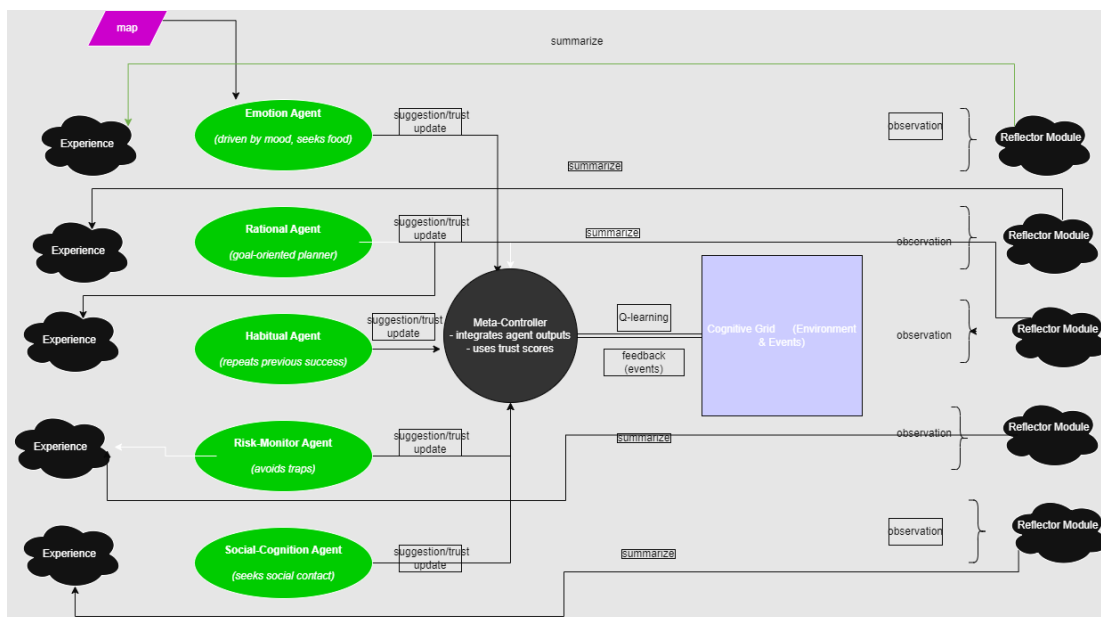 map
summarize
Emotion Agent
(driven by mood, seeks food)
suggestion/trust
update
observation
Experience
Reflector Module
summarize
Rational Agent
(goal-oriented planner)
suggestion/trust
update
summarize
observation
Experience
Reflector Module
Habitual Agent
(repeats previous success)
suggestion/trust
update
Meta-Controller
- integrates agent outputs
- uses trust scores
Q-learning
feedback
(events)
Cognitive Grid (Environment
& Events)
observation
Experience
Reflector Module
Risk-Monitor Agent
(avoids traps)
suggestion/trust
update
summarize
observation
Experience
Reflector Module
Social-Cognition Agent
(seeks social contact)
suggestion/trust
update
summarize
observation
Experience
Reflector Module